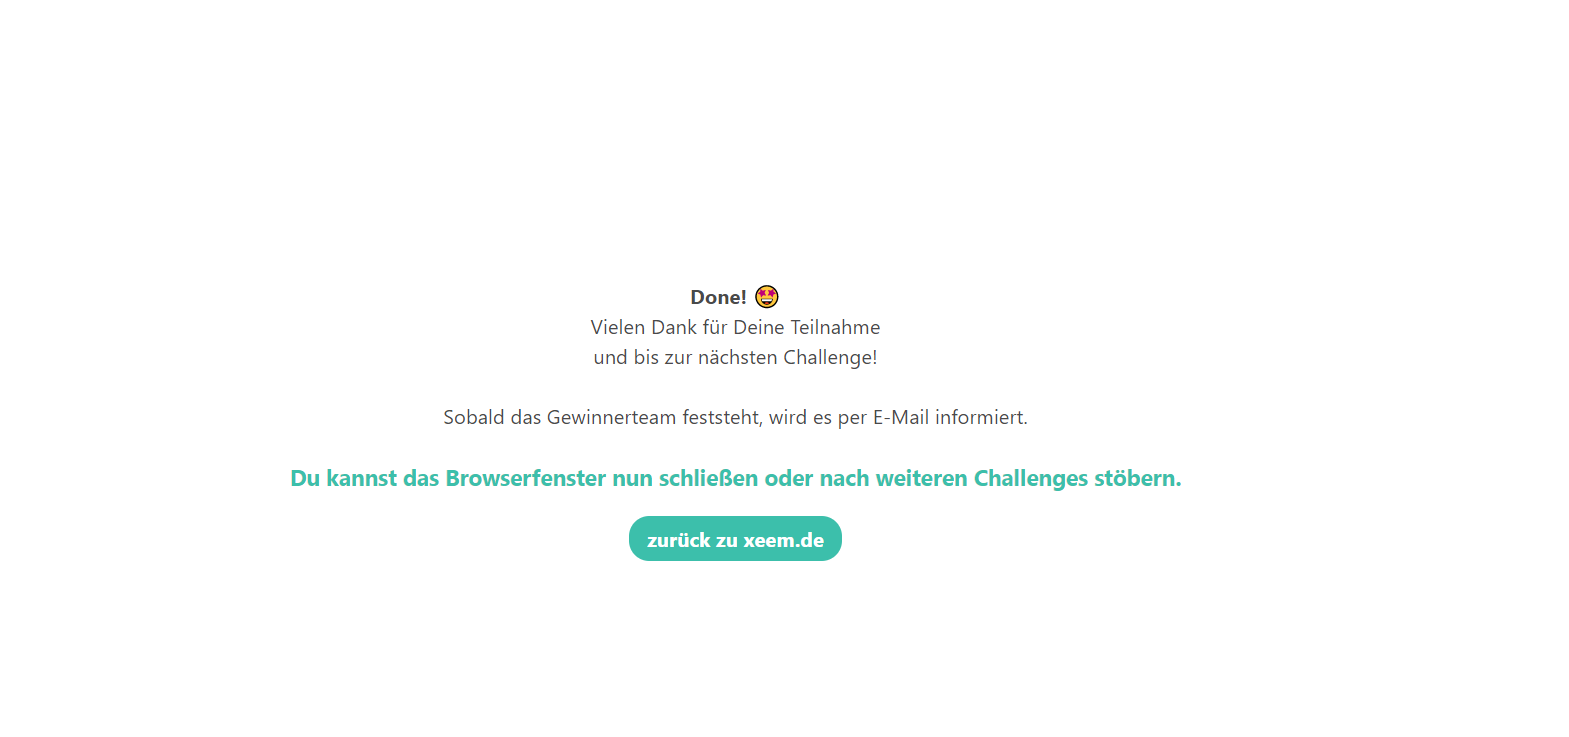 Done! 🤩
Vielen Dank für Deine Teilnahme
und bis zur nächsten Challenge!
Sobald das Gewinnerteam feststeht, wird es per E-Mail informiert.
Du kannst das Browserfenster nun schließen oder nach weiteren Challenges stöbern.
zurück zu xeem.de